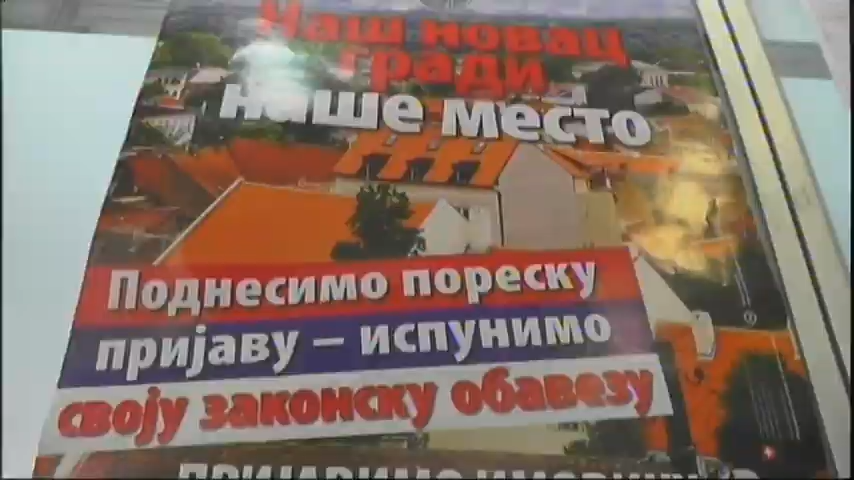 Наш новац
гради
наше место
Поднесимо пореску
пријаву – испунимо
своју законску обавезу